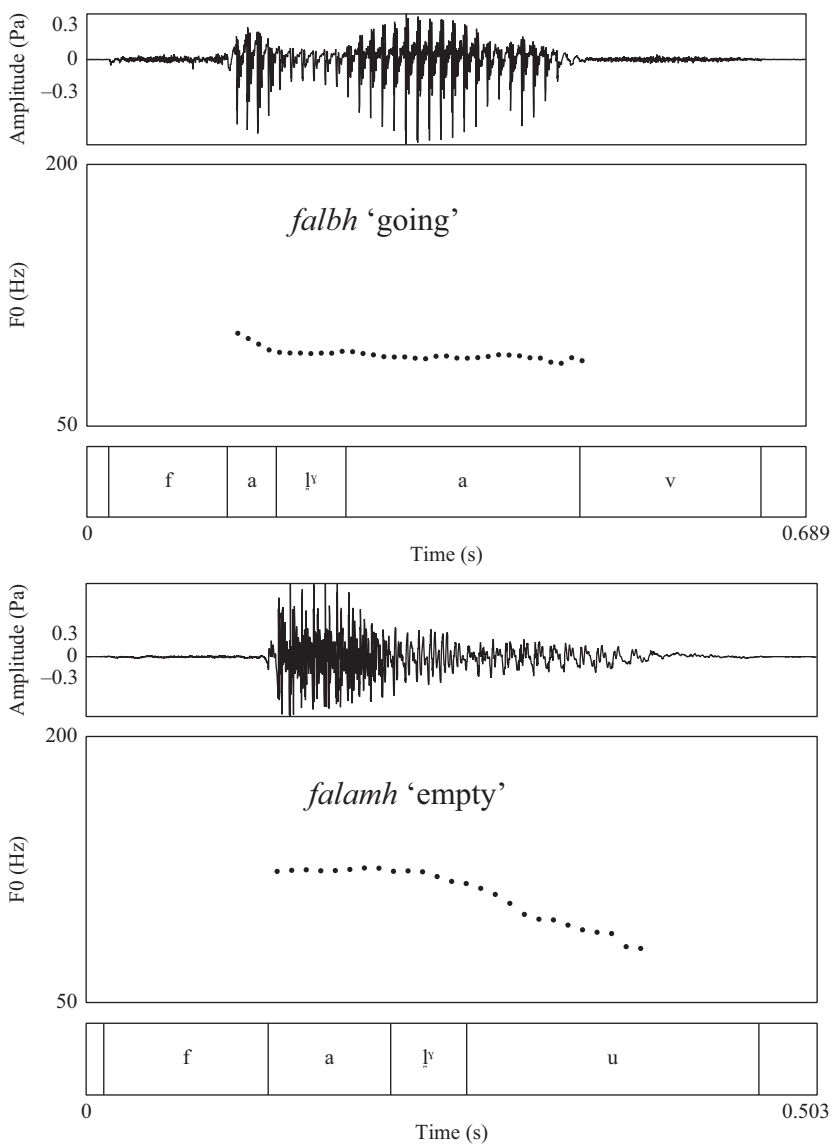 Amplitude (Pa)
0.3
0
–0.3
F0 (Hz)
200
falbh ‘going’
50
f a l̪ˠ a v
0 0.689
Time (s)
Amplitude (Pa)
0.3
0
–0.3
F0 (Hz)
200
falamh ‘empty’
50
f a l̪ˠ u
0 0.503
Time (s)